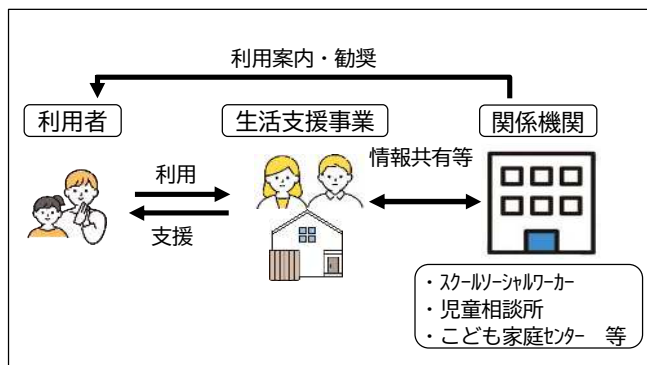 利用案内・勧奨
利用者
生活支援事業
関係機関
利用
支援
情報共有等
・スクールソーシャルワーカー
・児童相談所
・こども家庭センター 等